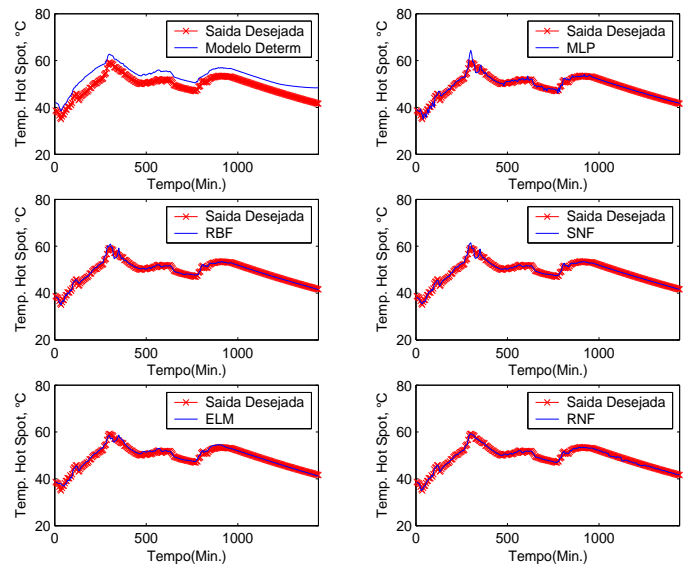 80
60
40
20
0
500
1000
Temp. Hot Spot, °C
Tempo(Min.)
Saida Desejada
Modelo Determ
80
60
40
20
0
500
1000
Temp. Hot Spot, °C
Tempo(Min.)
Saida Desejada
MLP
80
60
40
20
0
500
1000
Temp. Hot Spot, °C
Tempo(Min.)
Saida Desejada
RBF
80
60
40
20
0
500
1000
Temp. Hot Spot, °C
Tempo(Min.)
Saida Desejada
SNF
80
60
40
20
0
500
1000
Temp. Hot Spot, °C
Tempo(Min.)
Saida Desejada
ELM
80
60
40
20
0
500
1000
Temp. Hot Spot, °C
Tempo(Min.)
Saida Desejada
RNF